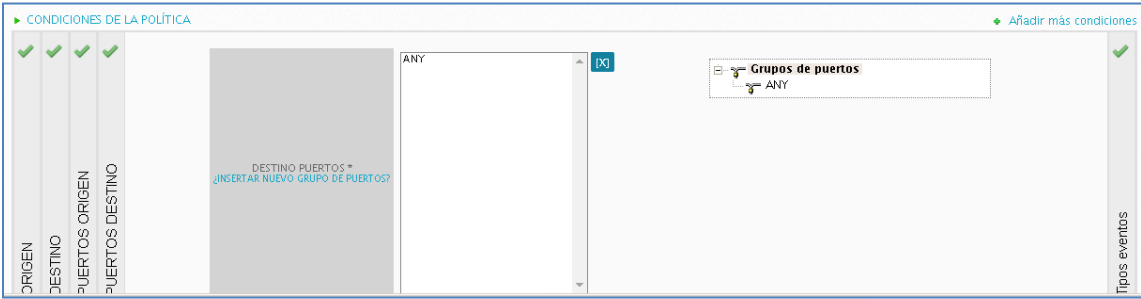 CONDICIONES DE LA POLÍTICA
Añadir más condiciones
ORIGEN
DESTINO
PUERTOS ORIGEN
PUERTOS DESTINO
DESTINO PUERTOS *
¿INSERTAR NUEVO GRUPO DE PUERTOS?
ANY
[X]
Grupos de puertos
ANY
Tipos eventos